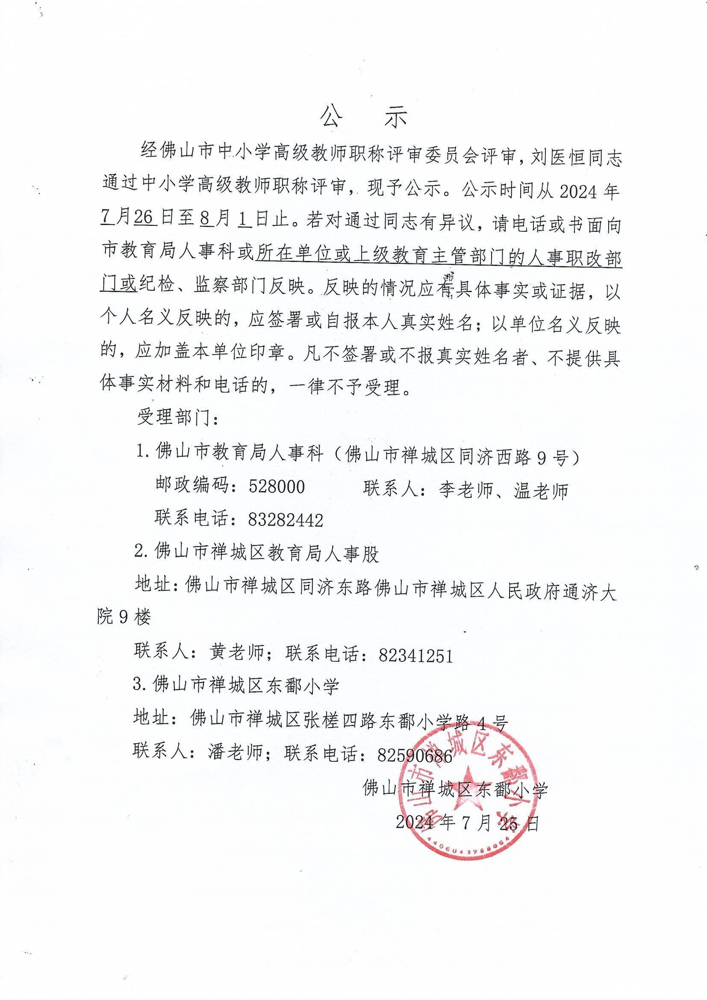 公 示
经佛山市中小学高级教师职称评审委员会评审，刘医恒同志
通过中小学高级教师职称评审，现予公示。公示时间从 2024 年
7 月 26 日至 8 月 1 日止。若对通过同志有异议，请电话或书面向
市教育局人事科或所在单位或上级教育主管部门的人事职改部
门或纪检、监察部门反映。反映的情况应有具体事实或证据，以
个人名义反映的，应签署或自报本人真实姓名；以单位名义反映
的，应加盖本单位印章。凡不签署或不报真实姓名者、不提供具
体事实材料和电话的，一律不予受理。
受理部门：
1. 佛山市教育局人事科（佛山市禅城区同济西路 9 号）
邮政编码：528000 联系人：李老师、温老师
联系电话：83282442
2. 佛山市禅城区教育局人事股
地址：佛山市禅城区同济东路佛山市禅城区人民政府通济大
院 9 楼
联系人：黄老师；联系电话：82341251
3. 佛山市禅城区东鄱小学
地址：佛山市禅城区张槎四路东鄱小学路 4 号
联系人：潘老师；联系电话：82590686
佛山市禅城区东鄱小学
2024 年 7 月 25 日
佛山市禅城区东鄱小学